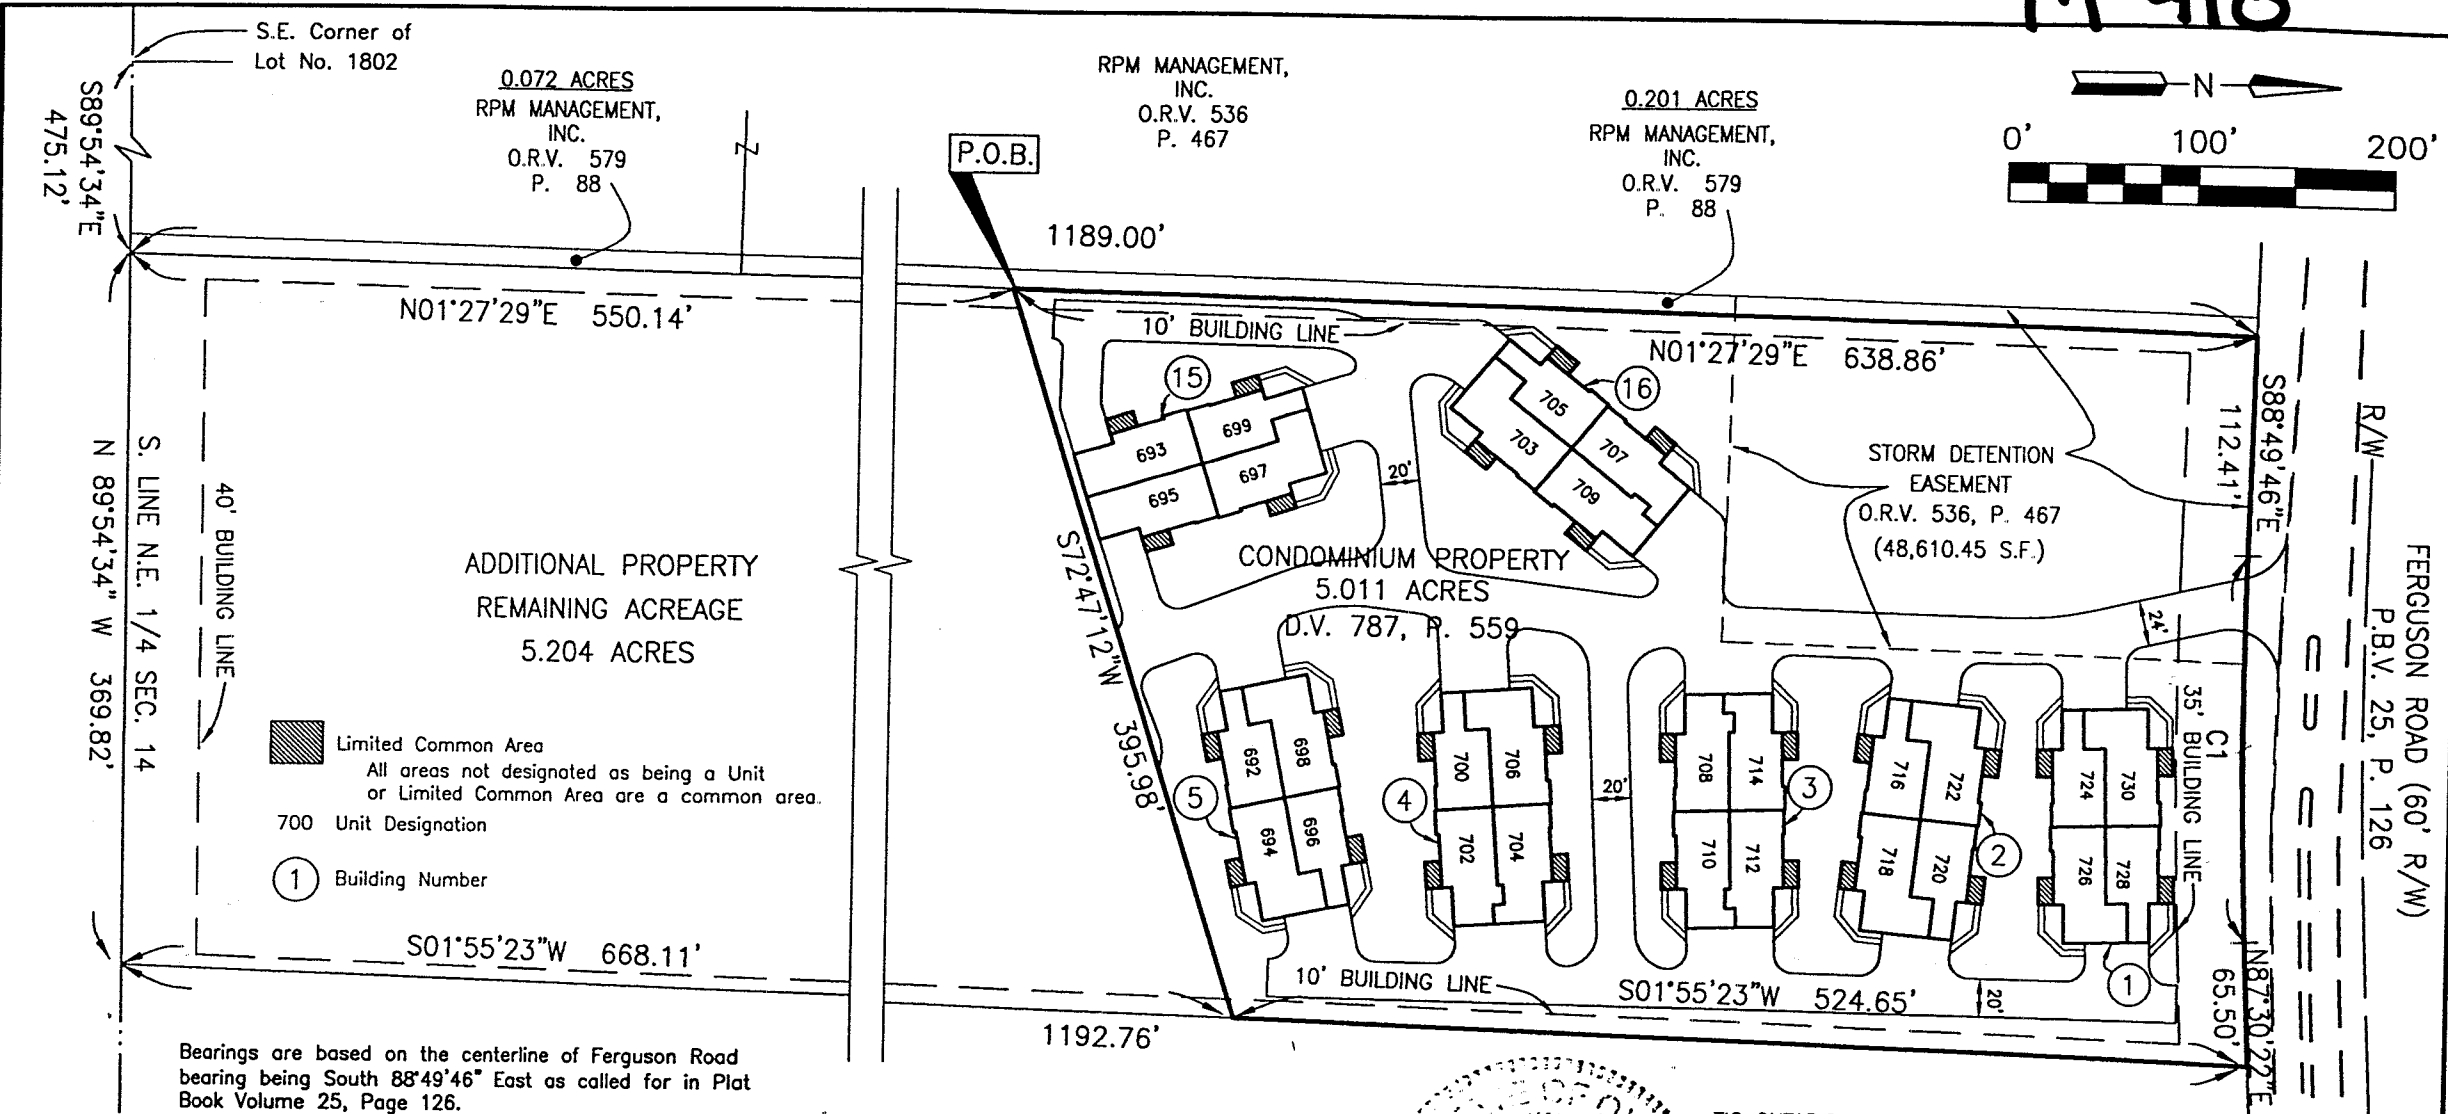 M 418
S.E. Corner of
Lot No. 1802
S89°54'34"E
475.12'
0.072 ACRES
RPM MANAGEMENT,
INC.
O.R.V. 579
P. 88
RPM MANAGEMENT,
INC.
O.R.V. 536
P. 467
P.O.B.
0.201 ACRES
RPM MANAGEMENT,
INC.
O.R.V. 579
P. 88
N
0' 100' 200'
1189.00'
N01°27'29"E 550.14'
10' BUILDING LINE
N01°27'29"E 638.86'
15
693
699
695
697
16
705
703
707
709
20'
STORM DETENTION
EASEMENT
O.R.V. 536, P. 467
(48,610.45 S.F.)
S88°49'46"E
112.41'
R/W
FERGUSON ROAD (60' R/W)
P.B.V. 25, P. 126
S. LINE N.E. 1/4 SEC. 14
N 89°54'34" W 369.82'
40' BUILDING LINE
ADDITIONAL PROPERTY
REMAINING ACREAGE
5.204 ACRES
CONDOMINIUM PROPERTY
5.011 ACRES
D.V. 787, P. 559
S72°47'12"W
395.98'
24'
C1
35' BUILDING LINE
Limited Common Area
All areas not designated as being a Unit
or Limited Common Area are a common area.
700 Unit Designation
1 Building Number
5
692
698
694
696
4
700
706
702
704
20'
3
708
714
710
712
2
716
722
718
720
724
730
726
728
1
S01°55'23"W 668.11'
10' BUILDING LINE
S01°55'23"W 524.65'
20'
N87°30'22"E
65.50'
1192.76'
Bearings are based on the centerline of Ferguson Road
bearing being South 88°49'46" East as called for in Plat
Book Volume 25, Page 126.